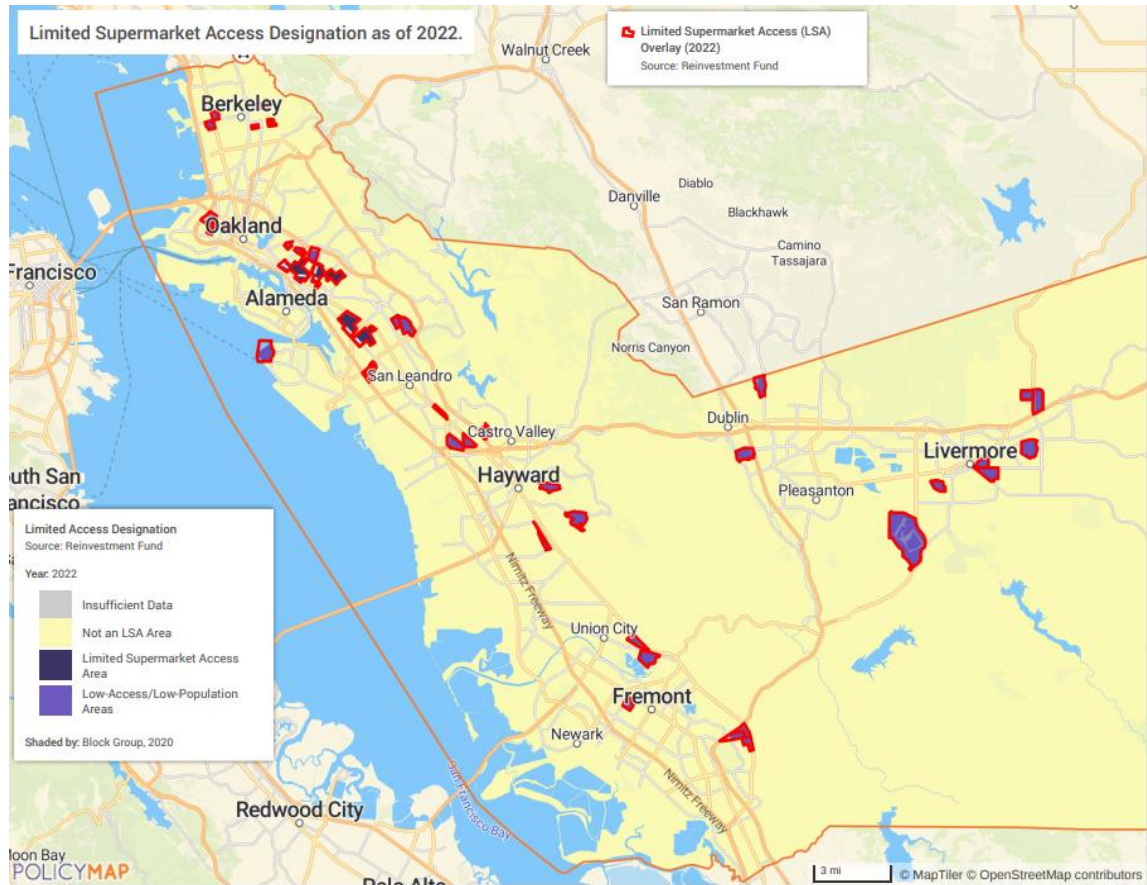 Limited Supermarket Access Designation as of 2022.
Limited Supermarket Access (LSA)
Overlay (2022)
Source: Reinvestment Fund
Walnut Creek
Berkeley
Danville
Diablo
Blackhawk
Oakland
Camino
Tassajara
Francisco
Alameda
San Ramon
Norris Canyon
San Leandro
Dublin
Castro Valley
Livermore
Hayward
Pleasanton
outh San
ancisco
Limited Access Designation
Source: Reinvestment Fund
Year: 2022
Insufficient Data
Not an LSA Area
Limited Supermarket Access
Area
Low-Access/Low-Population
Areas
Shaded by: Block Group, 2020
Nimitz Freeway
Union City
Fremont
Newark
Nimitz Freeway
San Francisco Bay
Redwood City
Moon Bay
POLICYMAP
Palo Alto
3 mi
© MapTiler © OpenStreetMap contributors